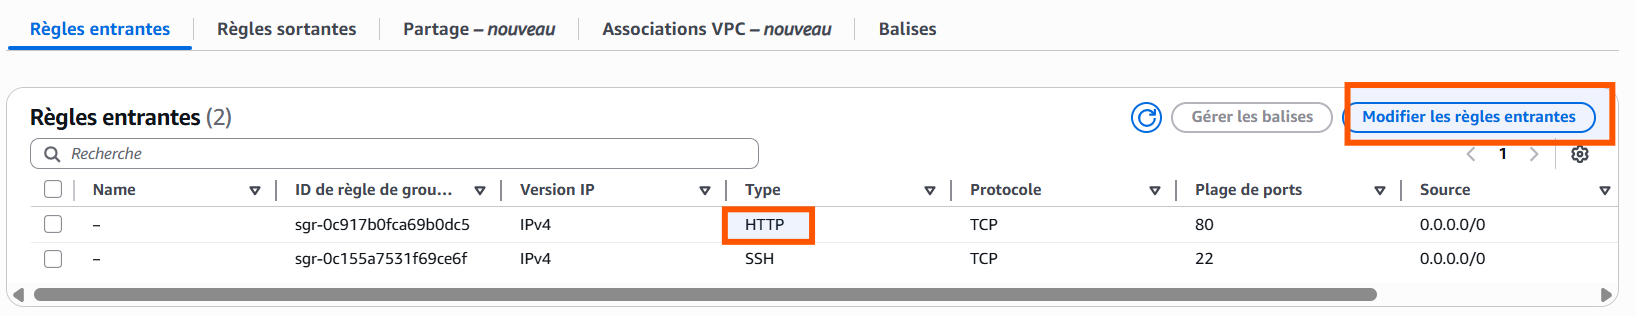 Règles entrantes Règles sortantes Partage – nouveau Associations VPC – nouveau Balises
Règles entrantes (2) Gérer les balises Modifier les règles entrantes
Recherche 1
Name ID de règle de grou... Version IP Type Protocole Plage de ports Source
– sgr-0c917b0fca69b0dc5 IPv4 HTTP TCP 80 0.0.0.0/0
– sgr-0c155a7531f69ce6f IPv4 SSH TCP 22 0.0.0.0/0